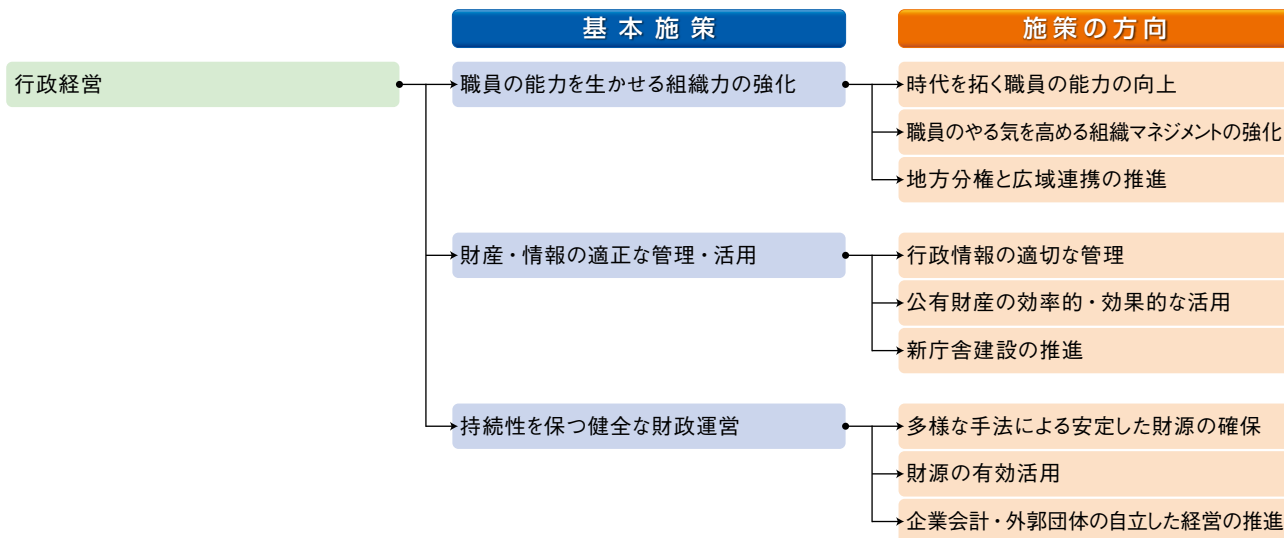 基本施策
施策の方向
行政経営
職員の能力を生かせる組織力の強化
時代を拓く職員の能力の向上
職員のやる気を高める組織マネジメントの強化
地方分権と広域連携の推進
財産・情報の適正な管理・活用
行政情報の適切な管理
公有財産の効率的・効果的な活用
新庁舎建設の推進
持続性を保つ健全な財政運営
多様な手法による安定した財源の確保
財源の有効活用
企業会計・外郭団体の自立した経営の推進